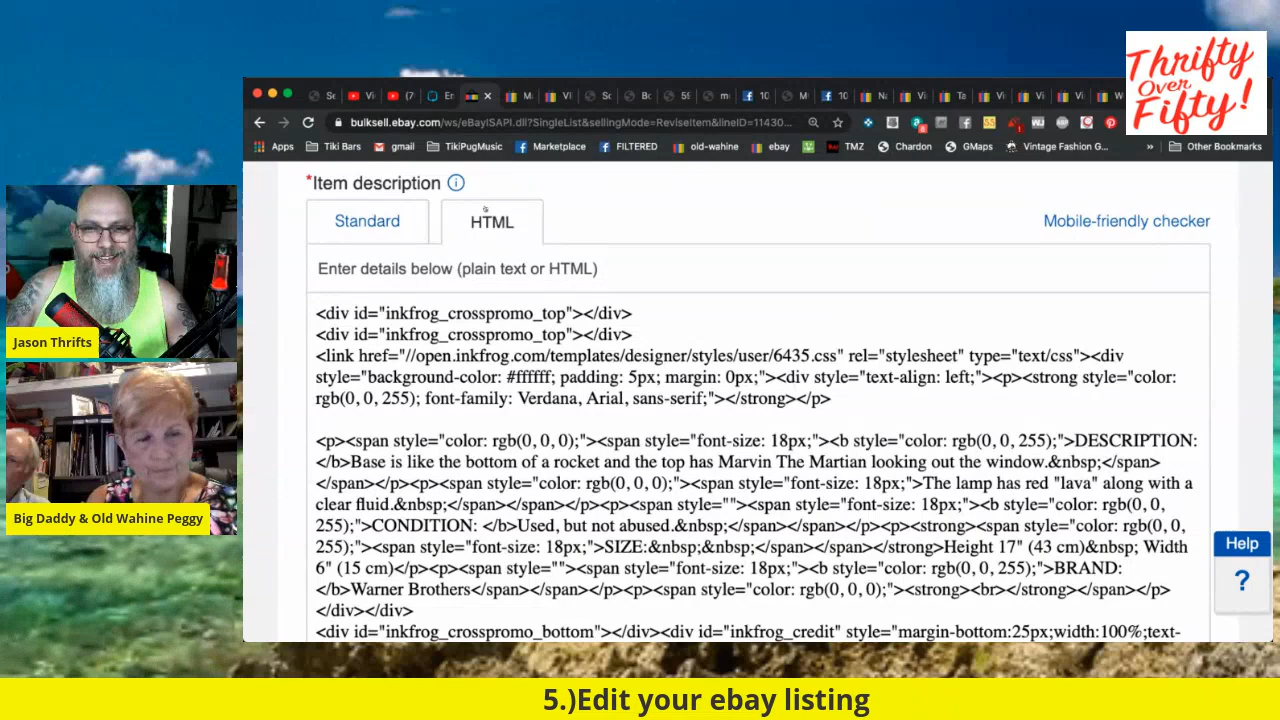 Thrifty
Over
Fifty!
bulksell.ebay.com/ws/eBayISAPI.dll?SingleList&sellingMode=ReviseItem&lineID=11430...
Apps Tiki Bars gmail TikiPugMusic Marketplace FILTERED old-wahine ebay TMZ Chardon GMaps Vintage Fashion G... » Other Bookmarks
*Item description
Standard HTML Mobile-friendly checker
Enter details below (plain text or HTML)
<div id="inkfrog_crosspromo_top"></div>
<div id="inkfrog_crosspromo_top"></div>
<link href="//open.inkfrog.com/templates/designer/styles/user/6435.css" rel="stylesheet" type="text/css"><div
style="background-color: #ffffff; padding: 5px; margin: 0px;"><div style="text-align: left;"><p><strong style="color:
rgb(0, 0, 255); font-family: Verdana, Arial, sans-serif;"></strong></p>
<p><span style="color: rgb(0, 0, 0);"><span style="font-size: 18px;"><b style="color: rgb(0, 0, 255);">DESCRIPTION:
</b>Base is like the bottom of a rocket and the top has Marvin The Martian looking out the window.&nbsp;</span>
</span></p><p><span style="color: rgb(0, 0, 0);"><span style="font-size: 18px;">The lamp has red "lava" along with a
clear fluid.&nbsp;</span></span></p><p><span style=""><span style="font-size: 18px;"><b style="color: rgb(0, 0,
255);">CONDITION: </b>Used, but not abused.&nbsp;</span></span></p><p><strong><span style="color: rgb(0, 0,
255);"><span style="font-size: 18px;">SIZE:&nbsp;&nbsp;</span></span></strong>Height 17" (43 cm)&nbsp; Width
6" (15 cm)</p><p><span style=""><span style="font-size: 18px;"><b style="color: rgb(0, 0, 255);">BRAND:
</b>Warner Brothers</span></span></p><p><span style="color: rgb(0, 0, 0);"><strong><br></strong></span></p>
</div></div>
<div id="inkfrog_crosspromo_bottom"></div><div id="inkfrog_credit" style="margin-bottom:25px;width:100%;text-
Help
?
Jason Thrifts
Big Daddy & Old Wahine Peggy
5.)Edit your ebay listing